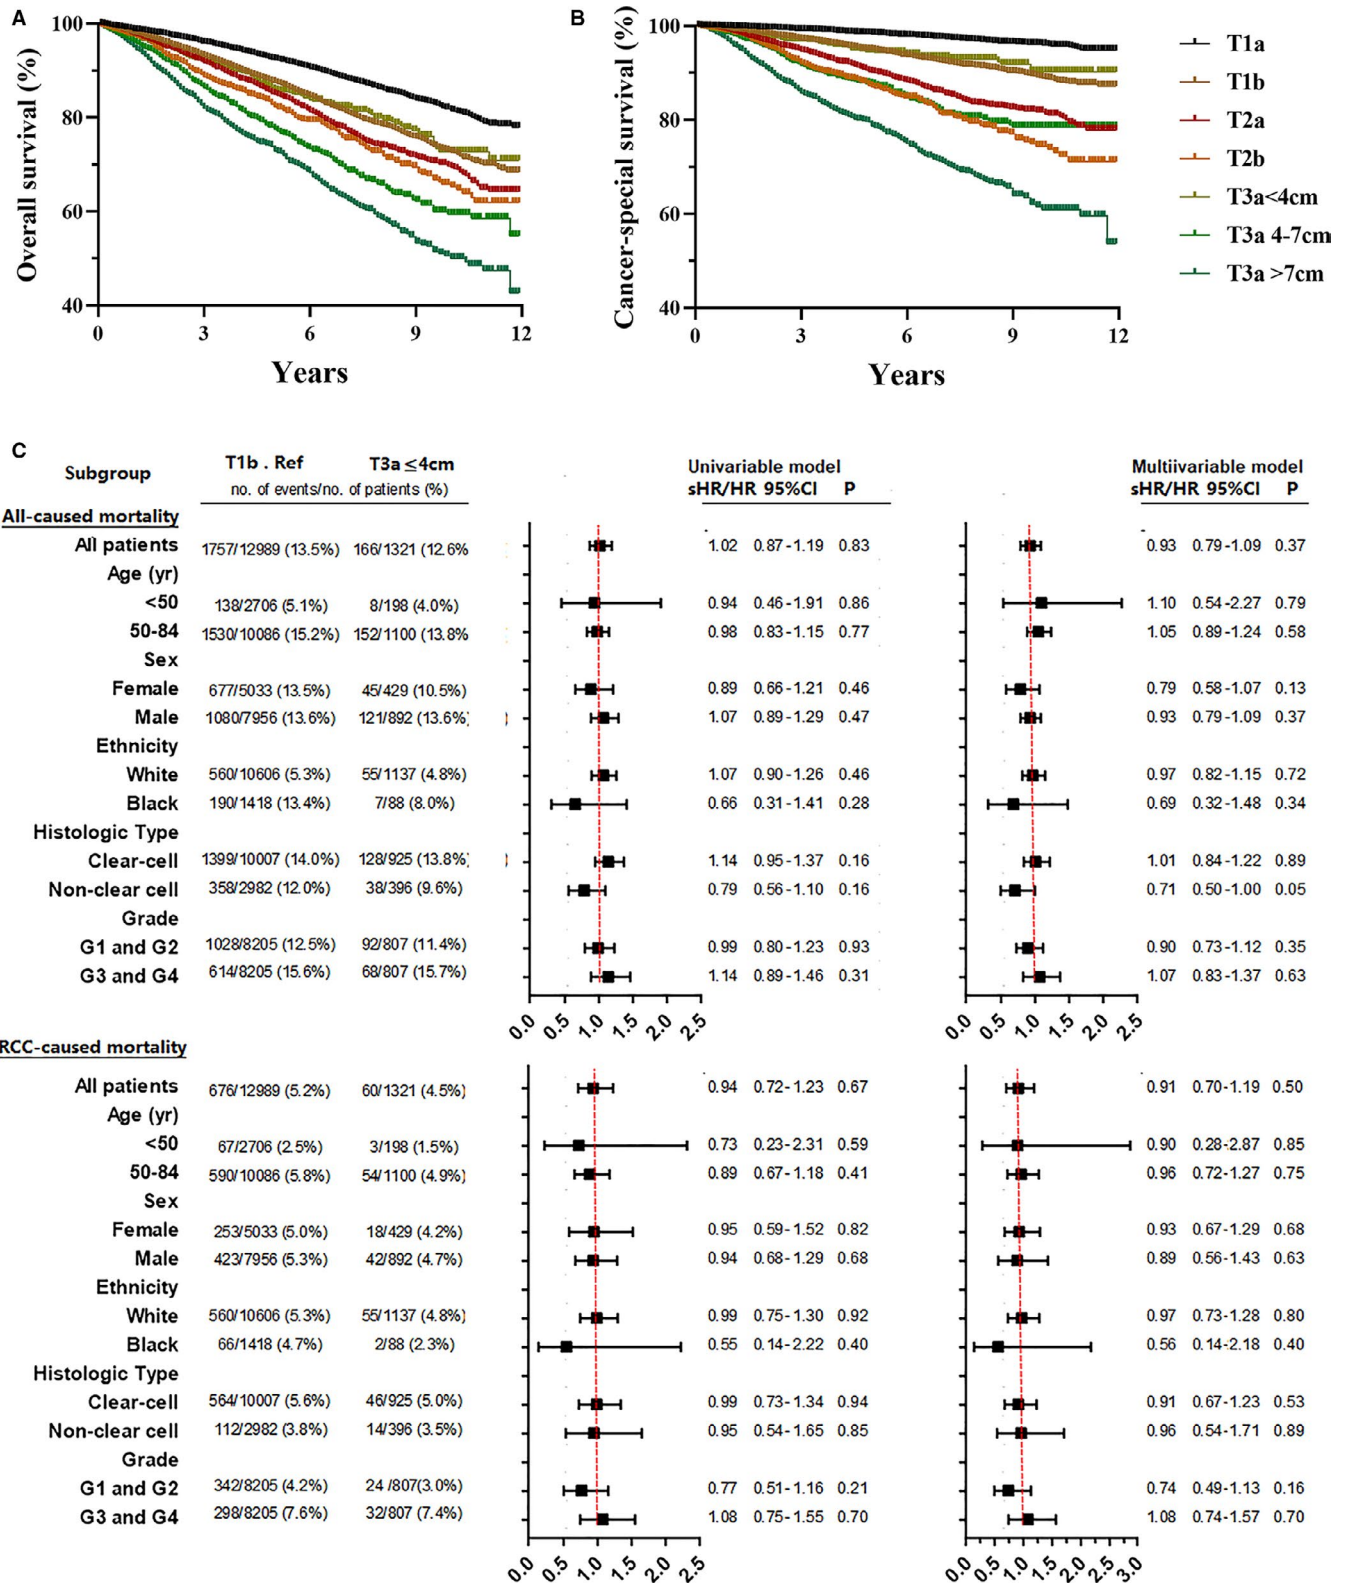 A
B
Overall survival (%)
100
80
60
40
0 3 6 9 12
Years
Cancer-special survival (%)
100
80
60
40
0 3 6 9 12
Years
T1a
T1b
T2a
T2b
T3a<4cm
T3a 4-7cm
T3a >7cm
C
Subgroup T1b . Ref T3a ≤4cm Univariable model Multiivariable model
no. of events/no. of patients (%) sHR/HR 95%CI P sHR/HR 95%CI P
All-caused mortality
All patients 1757/12989 (13.5%) 166/1321 (12.6% 1.02 0.87-1.19 0.83 0.93 0.79-1.09 0.37
Age (yr)
<50 138/2706 (5.1%) 8/198 (4.0%) 0.94 0.46-1.91 0.86 1.10 0.54-2.27 0.79
50-84 1530/10086 (15.2%) 152/1100 (13.8% 0.98 0.83-1.15 0.77 1.05 0.89-1.24 0.58
Sex
Female 677/5033 (13.5%) 45/429 (10.5%) 0.89 0.66-1.21 0.46 0.79 0.58-1.07 0.13
Male 1080/7956 (13.6%) 121/892 (13.6%) 1.07 0.89-1.29 0.47 0.93 0.79-1.09 0.37
Ethnicity
White 560/10606 (5.3%) 55/1137 (4.8%) 1.07 0.90-1.26 0.46 0.97 0.82-1.15 0.72
Black 190/1418 (13.4%) 7/88 (8.0%) 0.66 0.31-1.41 0.28 0.69 0.32-1.48 0.34
Histologic Type
Clear-cell 1399/10007 (14.0%) 128/925 (13.8%) 1.14 0.95-1.37 0.16 1.01 0.84-1.22 0.89
Non-clear cell 358/2982 (12.0%) 38/396 (9.6%) 0.79 0.56-1.10 0.16 0.71 0.50-1.00 0.05
Grade
G1 and G2 1028/8205 (12.5%) 92/807 (11.4%) 0.99 0.80-1.23 0.93 0.90 0.73-1.12 0.35
G3 and G4 614/8205 (15.6%) 68/807 (15.7%) 1.14 0.89-1.46 0.31 1.07 0.83-1.37 0.63
0.0 0.5 1.0 1.5 2.0 2.5 0.0 0.5 1.0 1.5 2.0 2.5
RCC-caused mortality
All patients 676/12989 (5.2%) 60/1321 (4.5%) 0.94 0.72-1.23 0.67 0.91 0.70-1.19 0.50
Age (yr)
<50 67/2706 (2.5%) 3/198 (1.5%) 0.73 0.23-2.31 0.59 0.90 0.28-2.87 0.85
50-84 590/10086 (5.8%) 54/1100 (4.9%) 0.89 0.67-1.18 0.41 0.96 0.72-1.27 0.75
Sex
Female 253/5033 (5.0%) 18/429 (4.2%) 0.95 0.59-1.52 0.82 0.93 0.67-1.29 0.68
Male 423/7956 (5.3%) 42/892 (4.7%) 0.94 0.68-1.29 0.68 0.89 0.56-1.43 0.63
Ethnicity
White 560/10606 (5.3%) 55/1137 (4.8%) 0.99 0.75-1.30 0.92 0.97 0.73-1.28 0.80
Black 66/1418 (4.7%) 2/88 (2.3%) 0.55 0.14-2.22 0.40 0.56 0.14-2.18 0.40
Histologic Type
Clear-cell 564/10007 (5.6%) 46/925 (5.0%) 0.99 0.73-1.34 0.94 0.91 0.67-1.23 0.53
Non-clear cell 112/2982 (3.8%) 14/396 (3.5%) 0.95 0.54-1.65 0.85 0.96 0.54-1.71 0.89
Grade
G1 and G2 342/8205 (4.2%) 24 /807(3.0%) 0.77 0.51-1.16 0.21 0.74 0.49-1.13 0.16
G3 and G4 298/8205 (7.6%) 32/807 (7.4%) 1.08 0.75-1.55 0.70 1.08 0.74-1.57 0.70
0.0 0.5 1.0 1.5 2.0 2.5 0.0 0.5 1.0 1.5 2.0 2.5 3.0